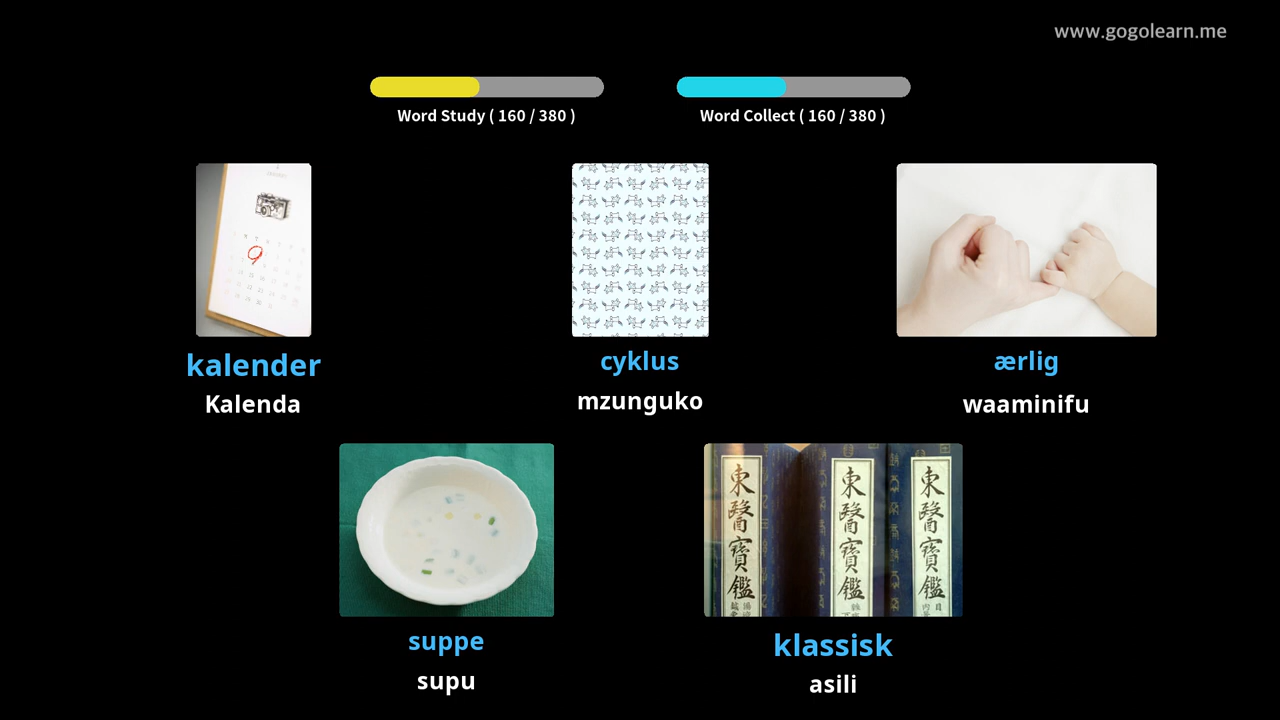 www.gogolearn.me
Word Study ( 160 / 380 )
Word Collect ( 160 / 380 )
kalender
Kalenda
cyklus
mzunguko
ærlig
waaminifu
東醫寶鑑
東醫寶鑑
東醫寶鑑
suppe
supu
klassisk
asili